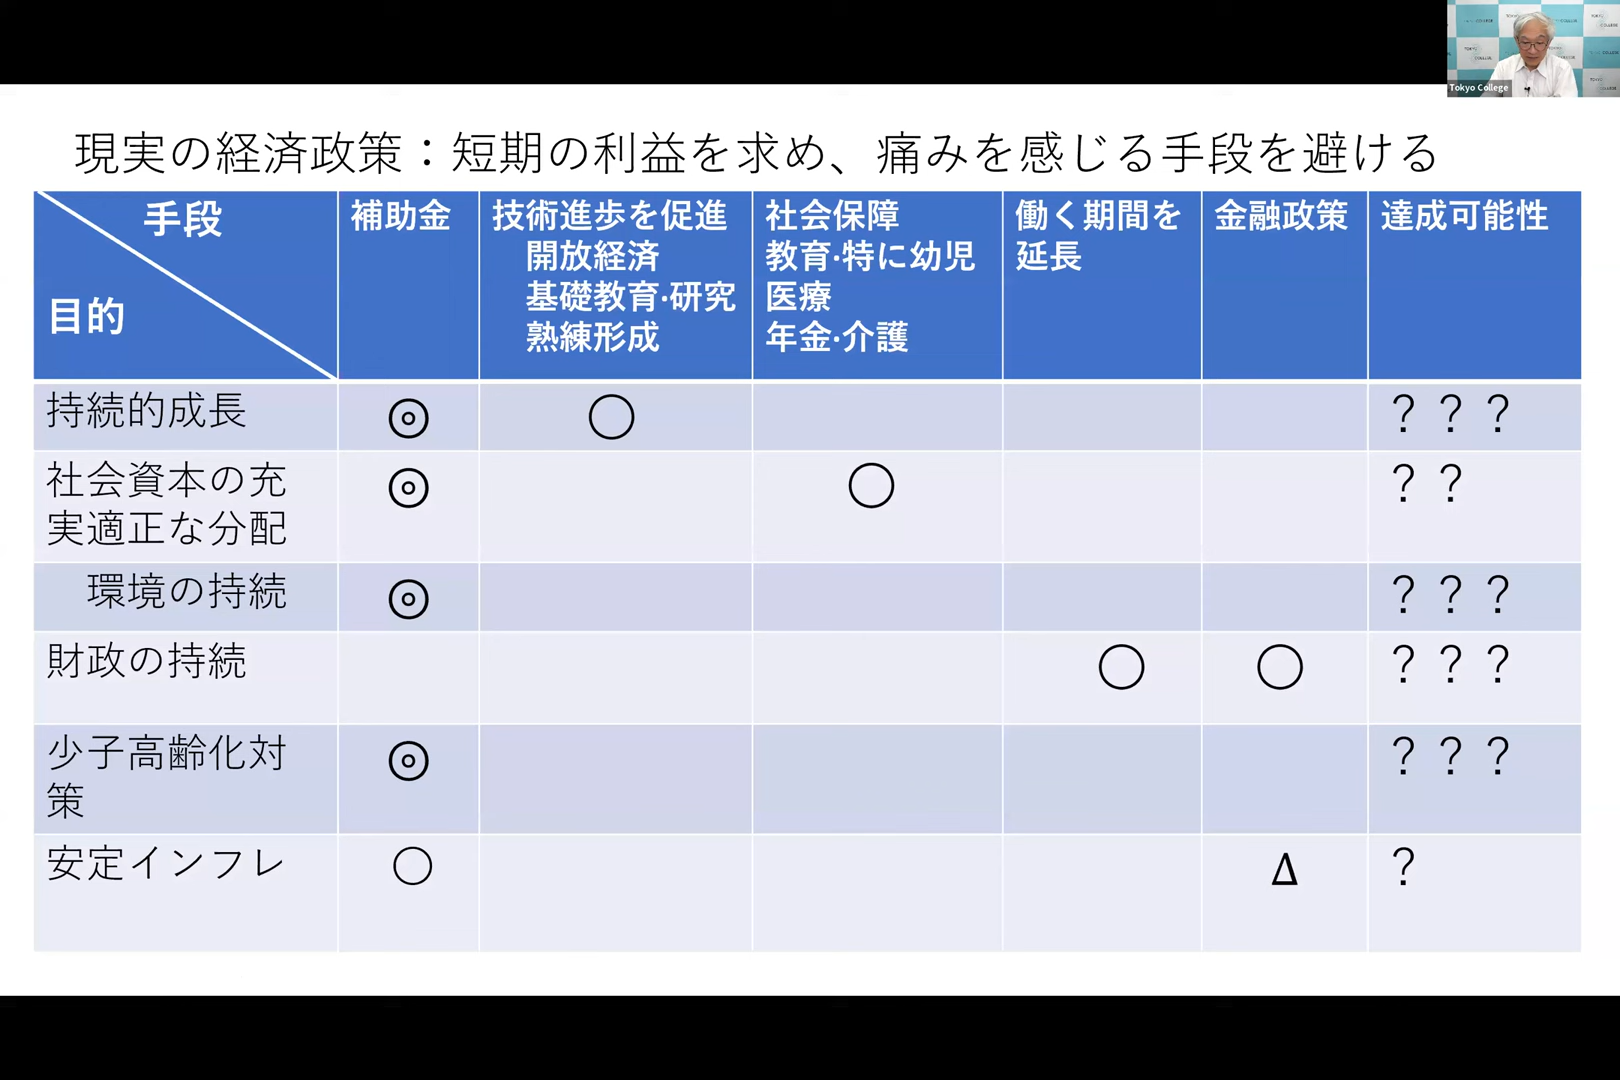 Tokyo College
現実の経済政策：短期の利益を求め、痛みを感じる手段を避ける
手段
目的
補助金
技術進歩を促進
開放経済
基礎教育･研究
熟練形成
社会保障
教育･特に幼児
医療
年金･介護
働く期間を
延長
金融政策
達成可能性
持続的成長
◎
○
？？？
社会資本の充
実適正な分配
◎
○
？？
環境の持続
◎
？？？
財政の持続
○
○
？？？
少子高齢化対
策
◎
？？？
安定インフレ
○
Δ
？